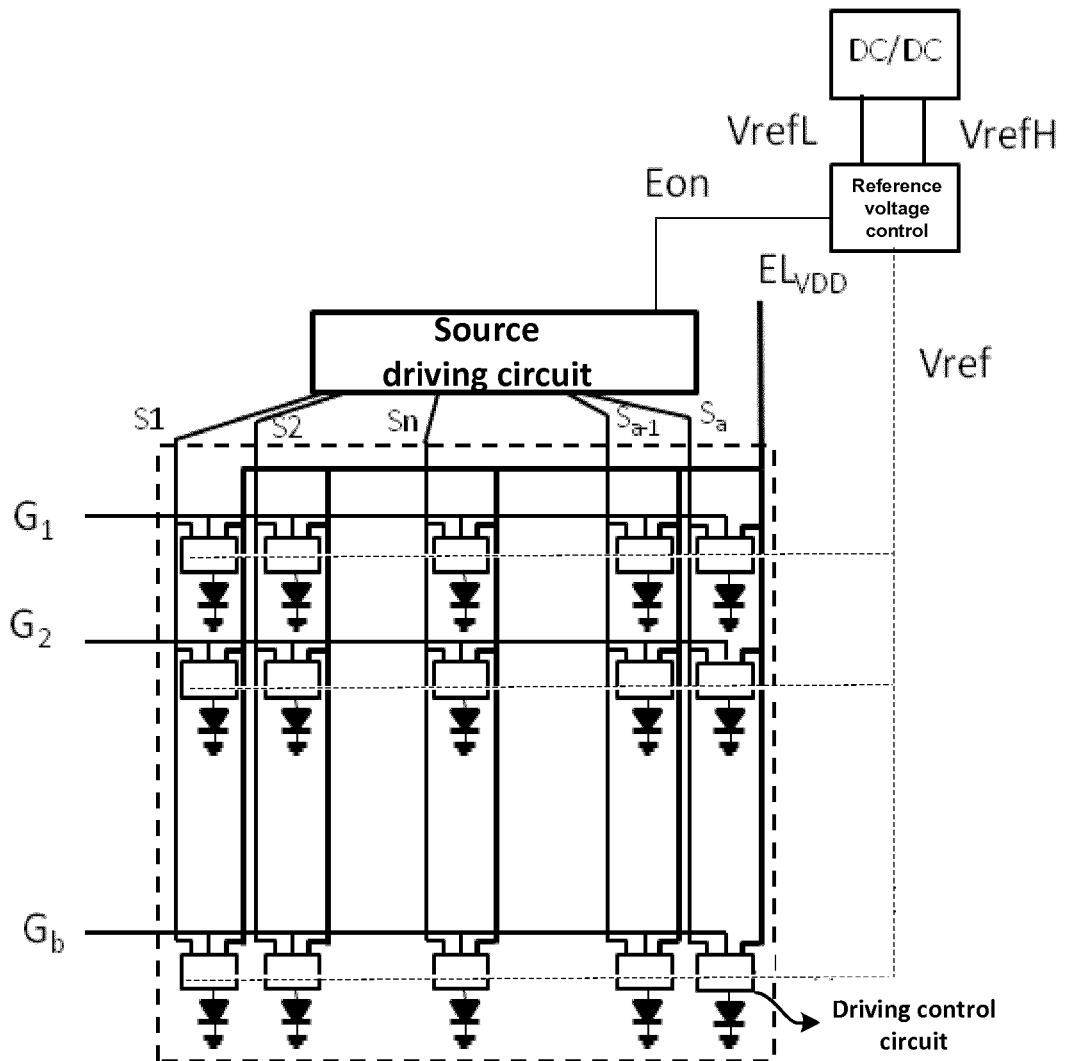 DC/DC
VrefL
VrefH
Eon
Reference
voltage
control
ELVDD
Source
driving circuit
Vref
S1
S2
Sn
Sa-1
Sa
G1
G2
Gb
Driving control
circuit